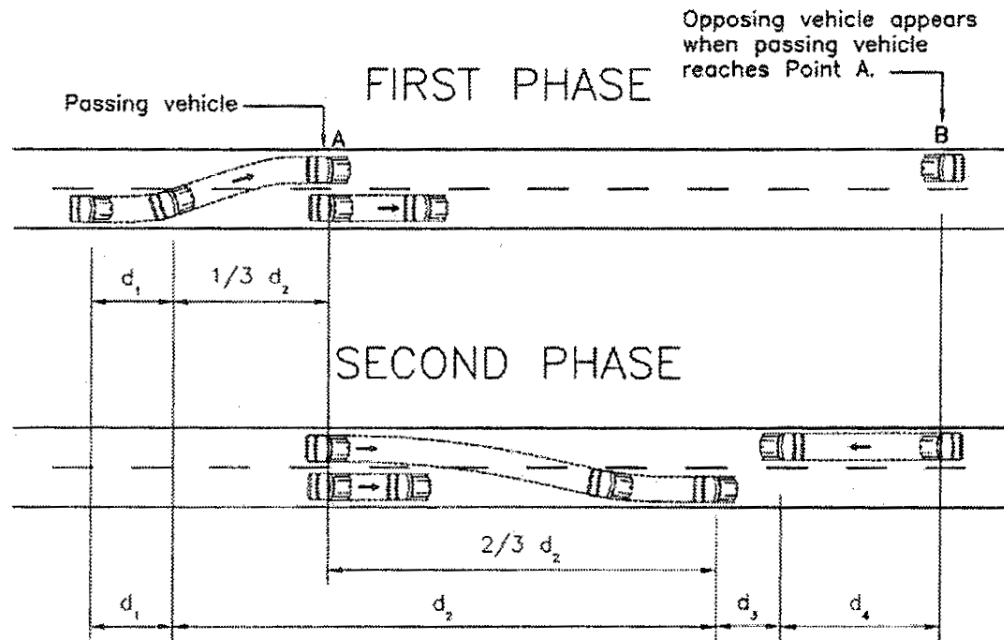 Opposing vehicle appears
when passing vehicle
reaches Point A.
FIRST PHASE
Passing vehicle
A
B
d₁
1/3 d₂
SECOND PHASE
2/3 d₂
d₁
d₂
d₃
d₄